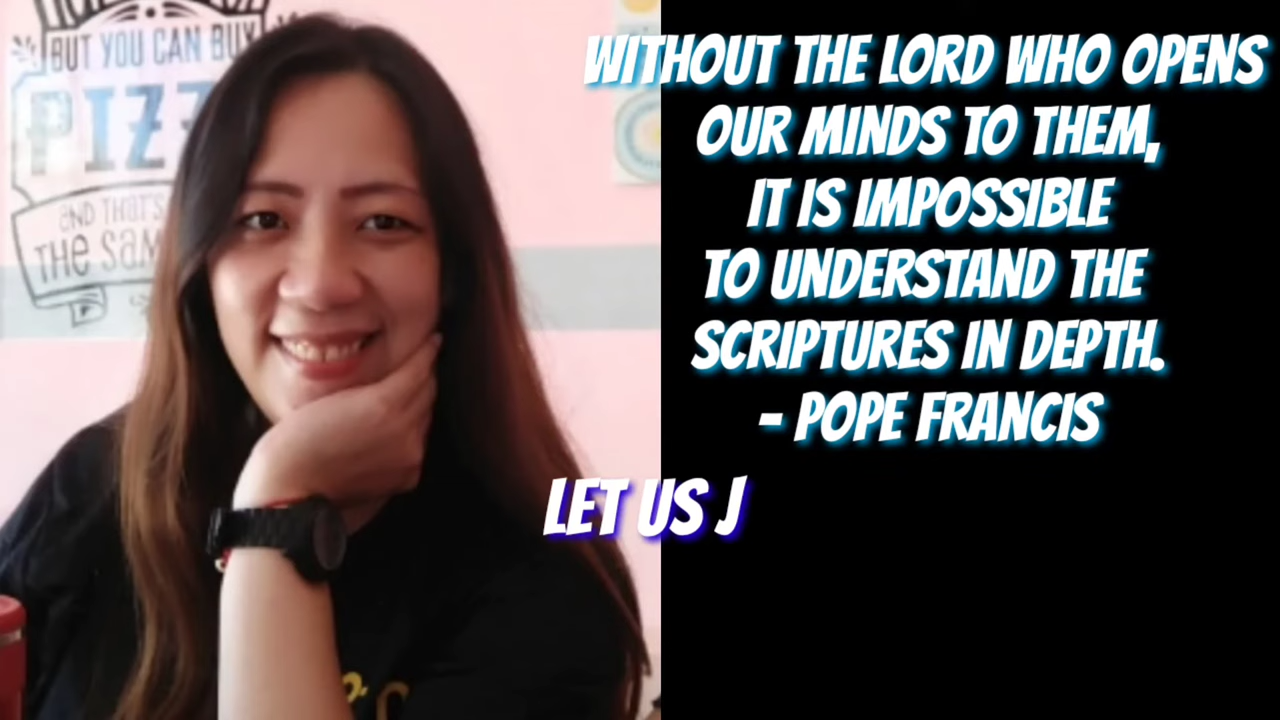 BUT YOU CAN BUY
PIZZ
AND THAT'S
THE SAM
WITHOUT THE LORD WHO OPENS
OUR MINDS TO THEM,
IT IS IMPOSSIBLE
TO UNDERSTAND THE
SCRIPTURES IN DEPTH.
- POPE FRANCIS
LET US J